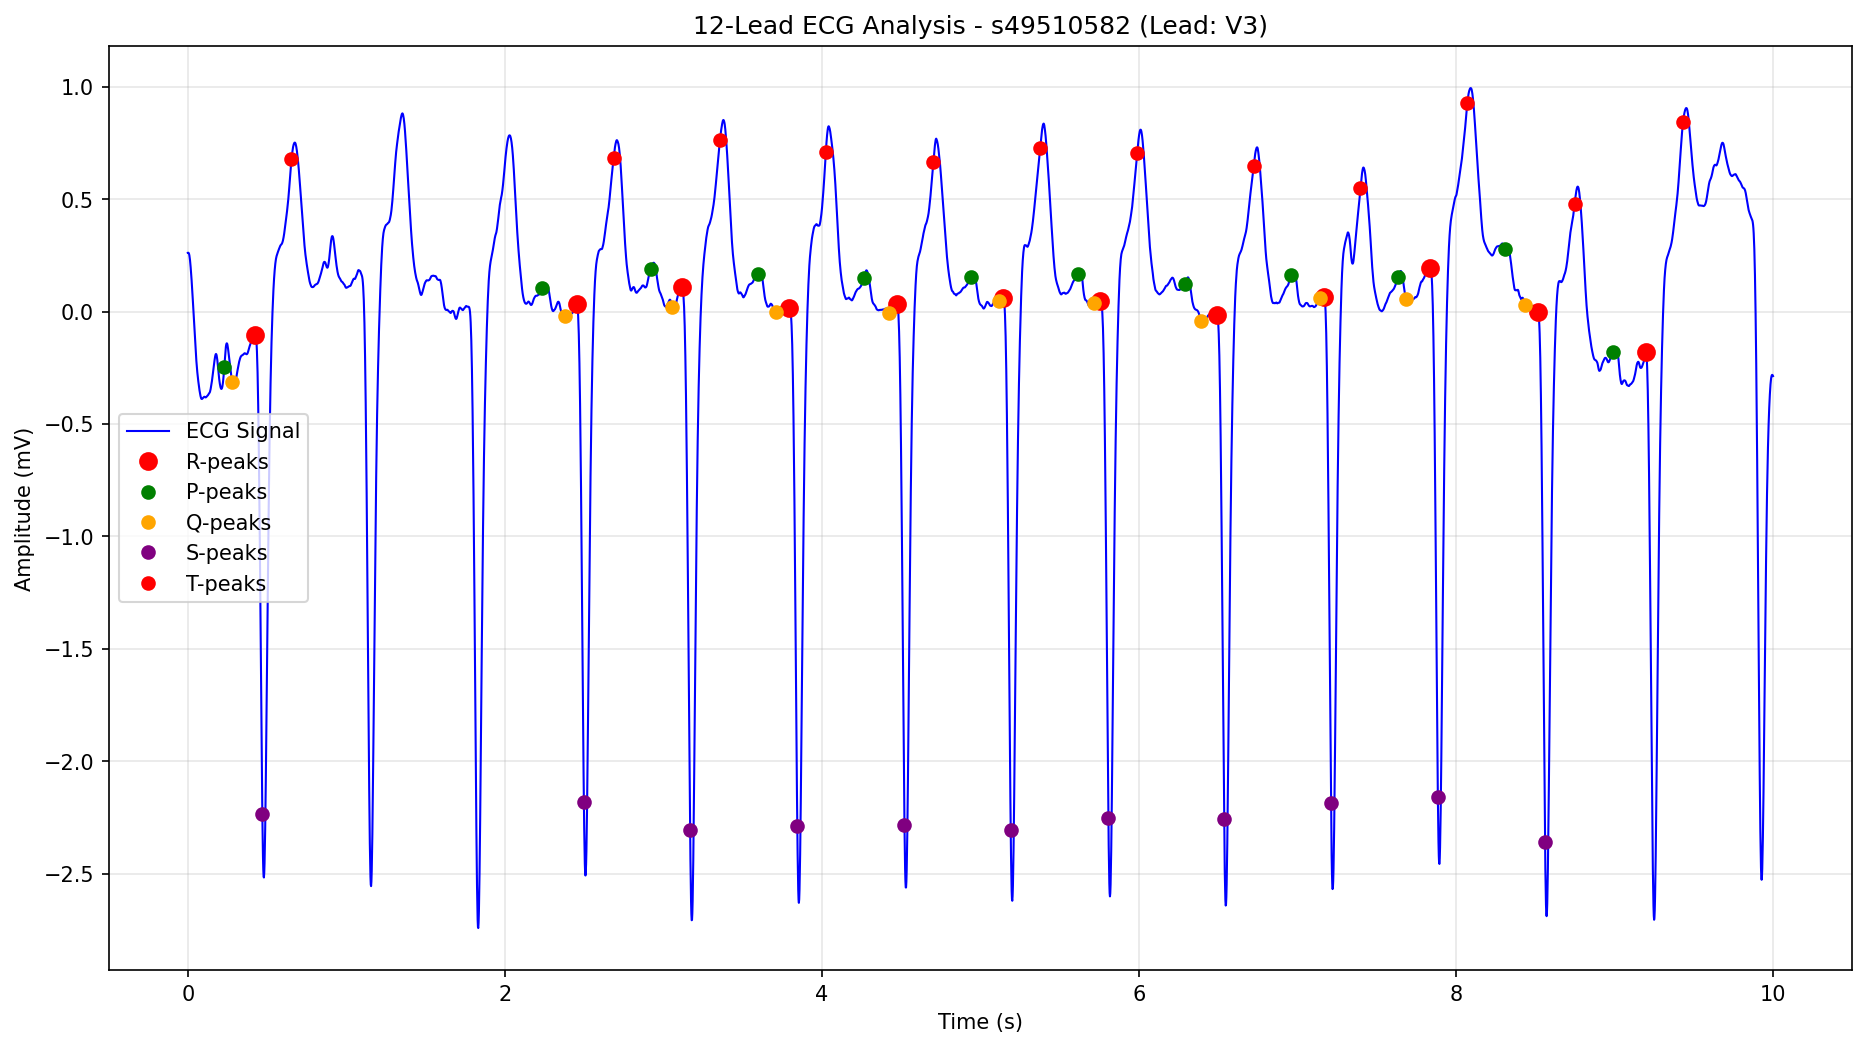 12-Lead ECG Analysis - s49510582 (Lead: V3)
Amplitude (mV)
1.0
0.5
0.0
−0.5
−1.0
−1.5
−2.0
−2.5
ECG Signal
R-peaks
P-peaks
Q-peaks
S-peaks
T-peaks
0 2 4 6 8 10
Time (s)